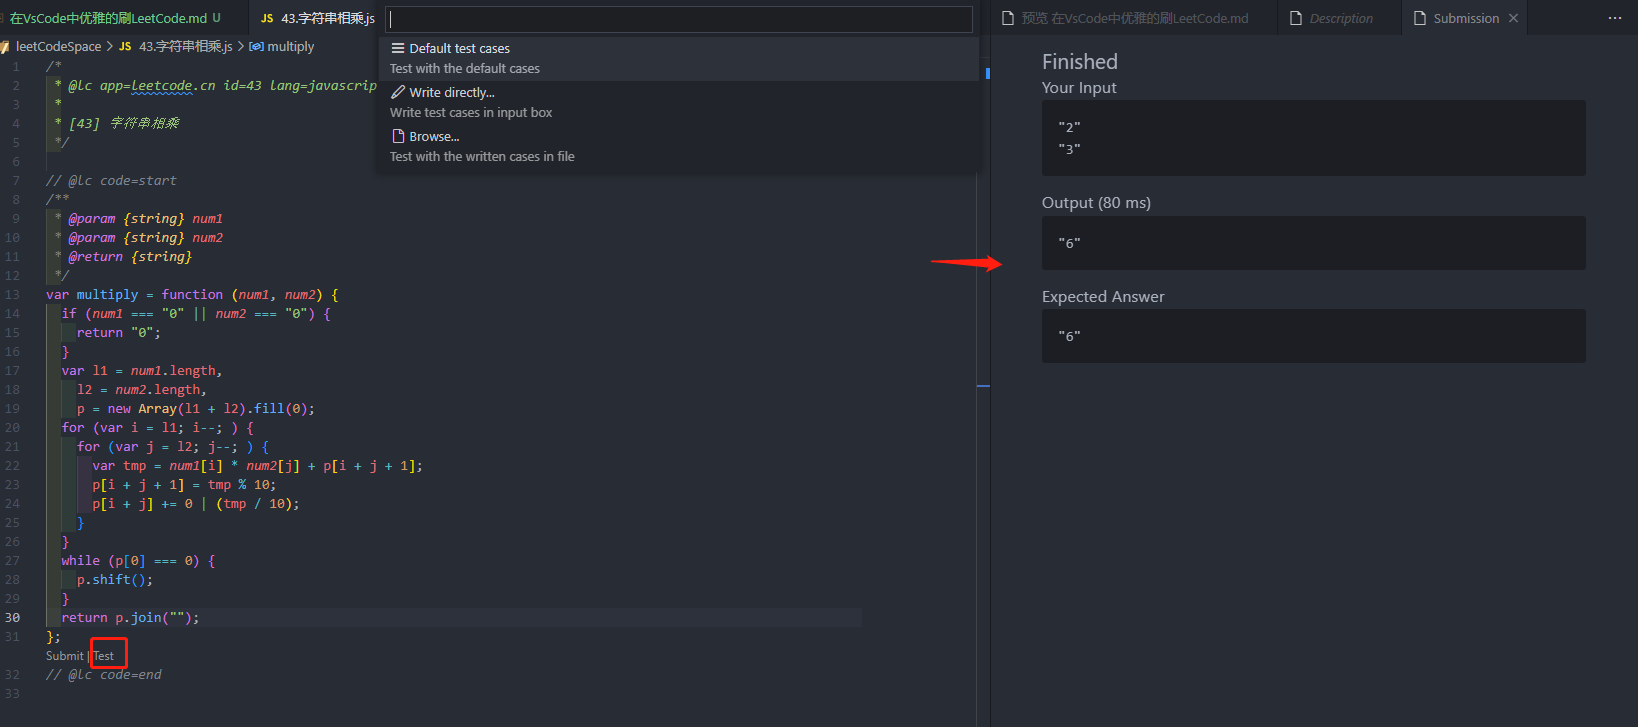 在VsCode中优雅的刷LeetCode.md U
JS 43.字符串相乘.js
leetCodeSpace > JS 43.字符串相乘.js > multiply
Default test cases
Test with the default cases
Write directly...
Write test cases in input box
Browse...
Test with the written cases in file
1 /*
2 * @lc app=leetcode.cn id=43 lang=javascrip
3 *
4 * [43] 字符串相乘
5 */
6
7 // @lc code=start
8 /**
9 * @param {string} num1
10 * @param {string} num2
11 * @return {string}
12 */
13 var multiply = function (num1, num2) {
14 if (num1 === "0" || num2 === "0") {
15 return "0";
16 }
17 var l1 = num1.length,
18 l2 = num2.length,
19 p = new Array(l1 + l2).fill(0);
20 for (var i = l1; i--; ) {
21 for (var j = l2; j--; ) {
22 var tmp = num1[i] * num2[j] + p[i + j + 1];
23 p[i + j + 1] = tmp % 10;
24 p[i + j] += 0 | (tmp / 10);
25 }
26 }
27 while (p[0] === 0) {
28 p.shift();
29 }
30 return p.join("");
31 };
Submit | Test
32 // @lc code=end
33
预览 在VsCode中优雅的刷LeetCode.md
Description
Submission
Finished
Your Input
"2"
"3"
Output (80 ms)
"6"
Expected Answer
"6"